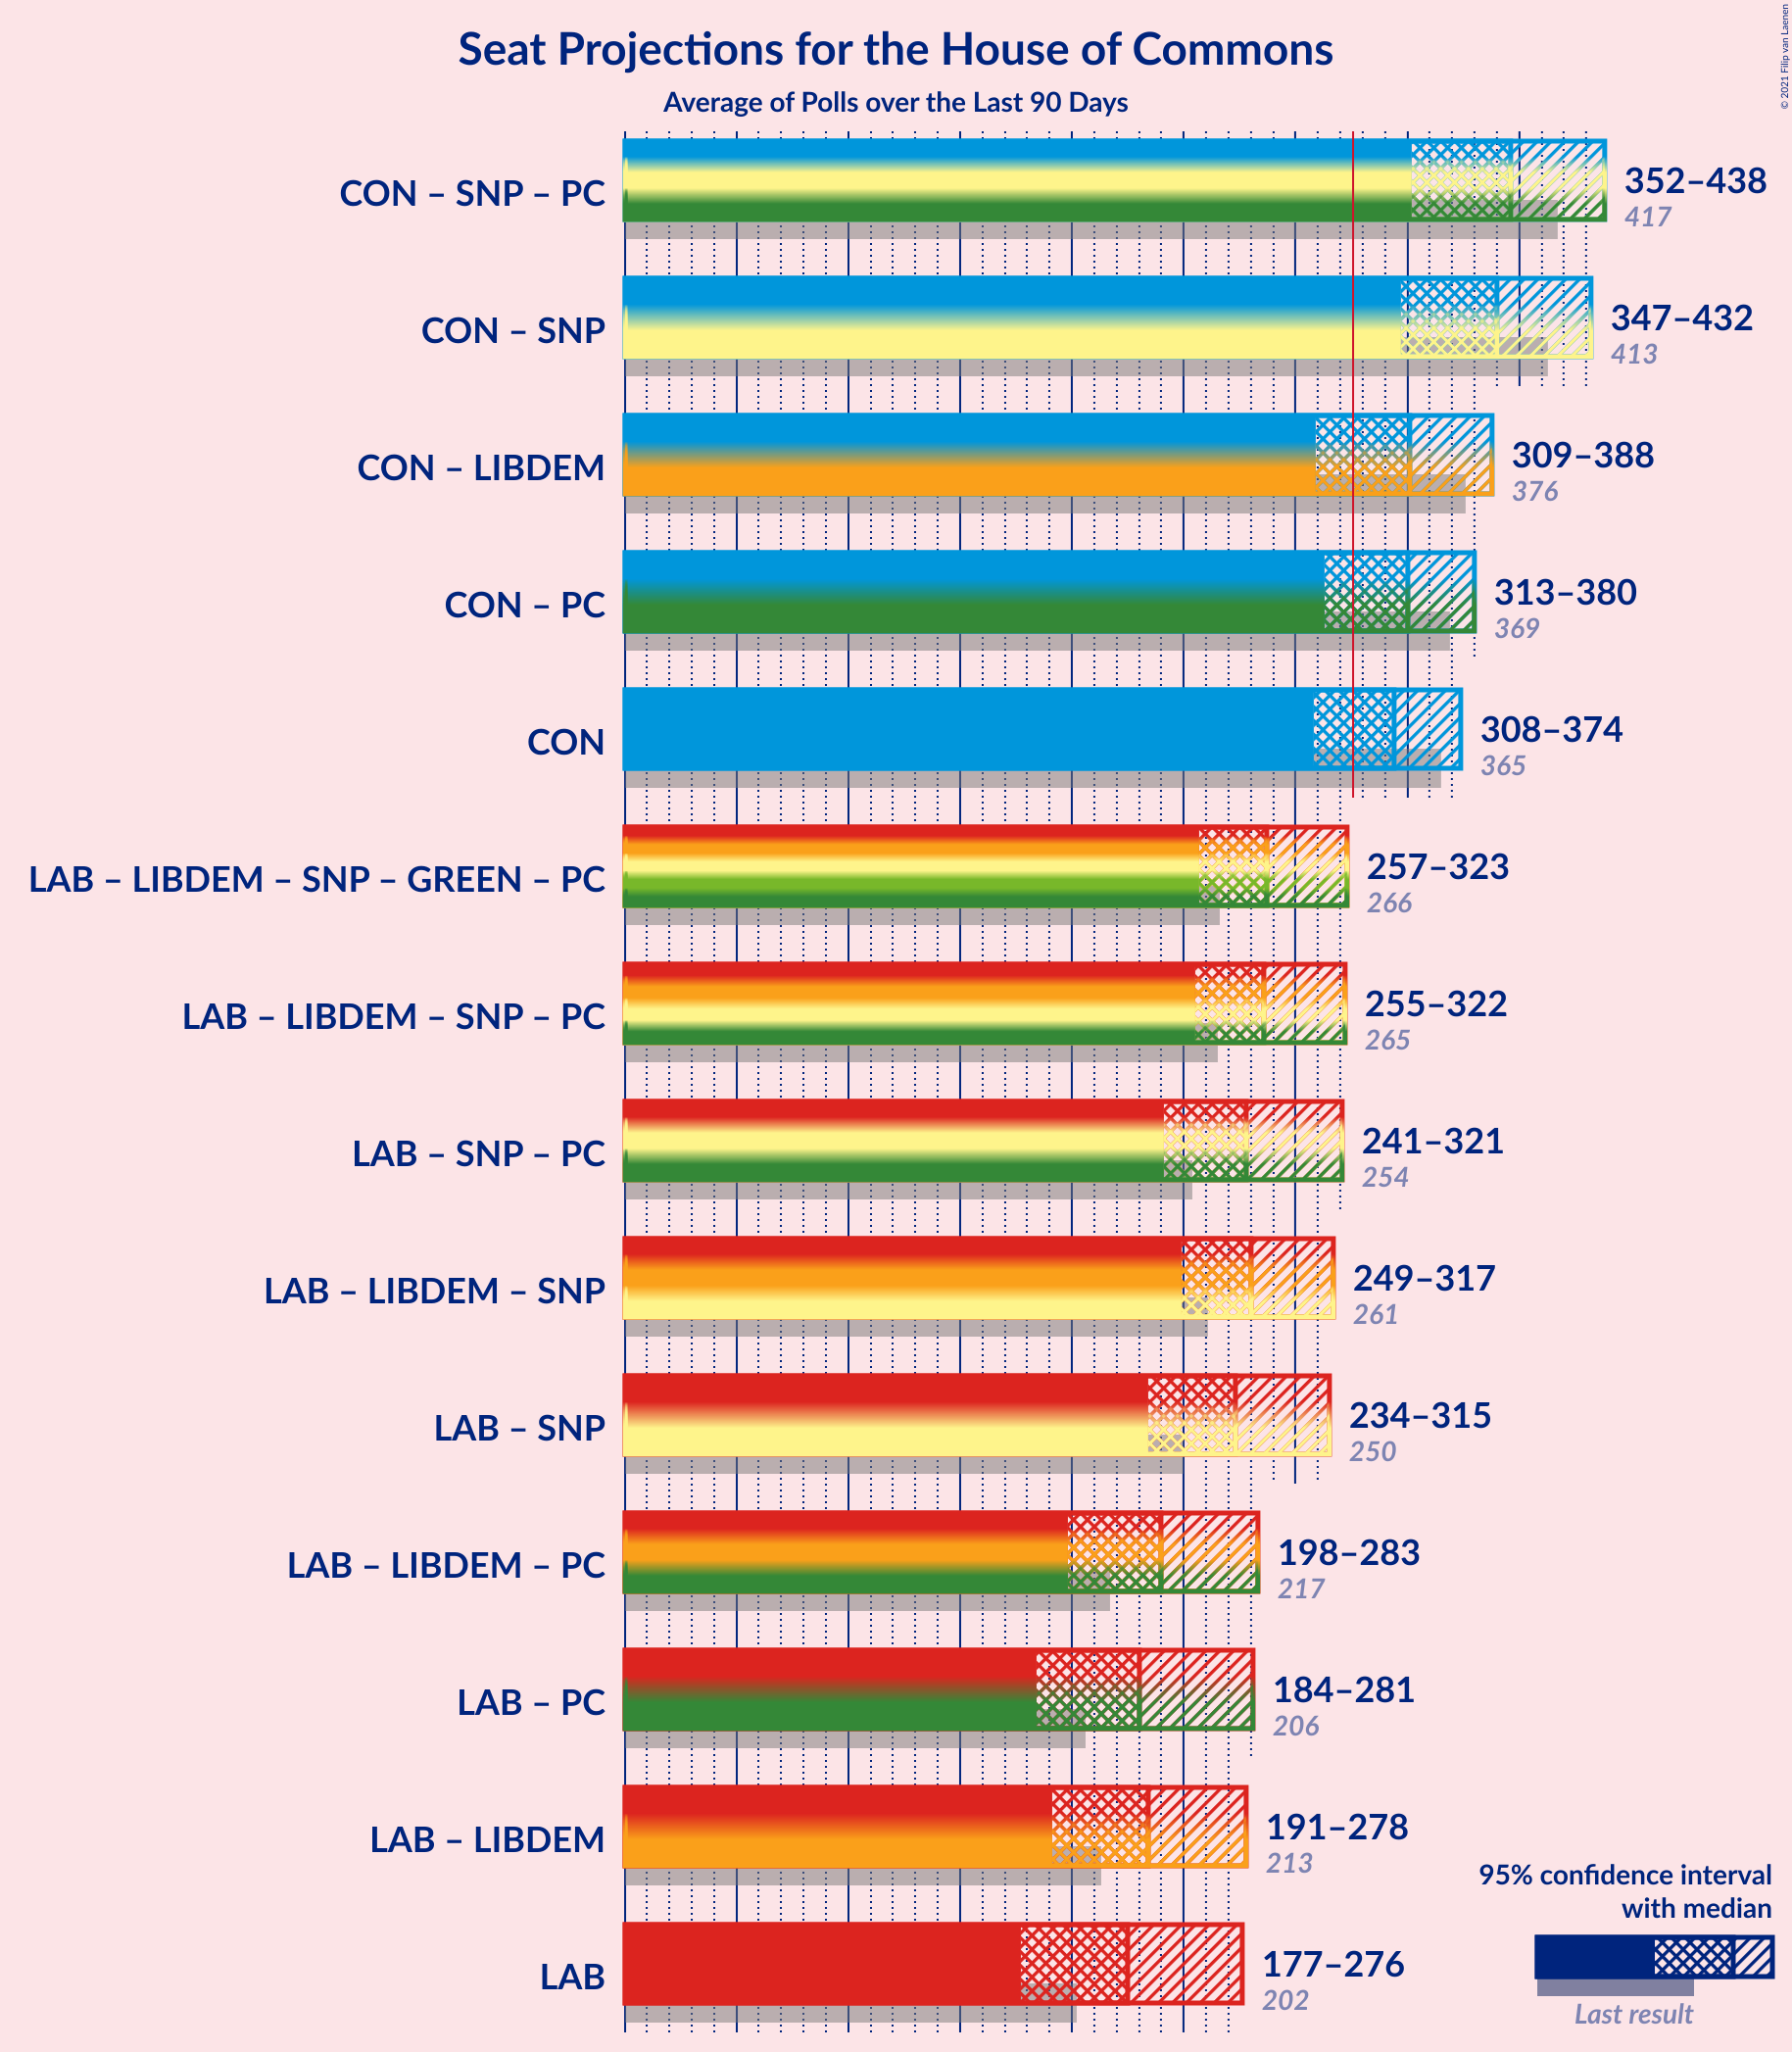 Seat Projections for the House of Commons
Average of Polls over the Last 90 Days
© 2021 Filip van Laenen
CON – SNP – PC
352–438
417
CON – SNP
347–432
413
CON – LIBDEM
309–388
376
CON – PC
313–380
369
CON
308–374
365
LAB – LIBDEM – SNP – GREEN – PC
257–323
266
LAB – LIBDEM – SNP – PC
255–322
265
LAB – SNP – PC
241–321
254
LAB – LIBDEM – SNP
249–317
261
LAB – SNP
234–315
250
LAB – LIBDEM – PC
198–283
217
LAB – PC
184–281
206
LAB – LIBDEM
191–278
213
LAB
177–276
202
95% confidence interval
with median
Last result